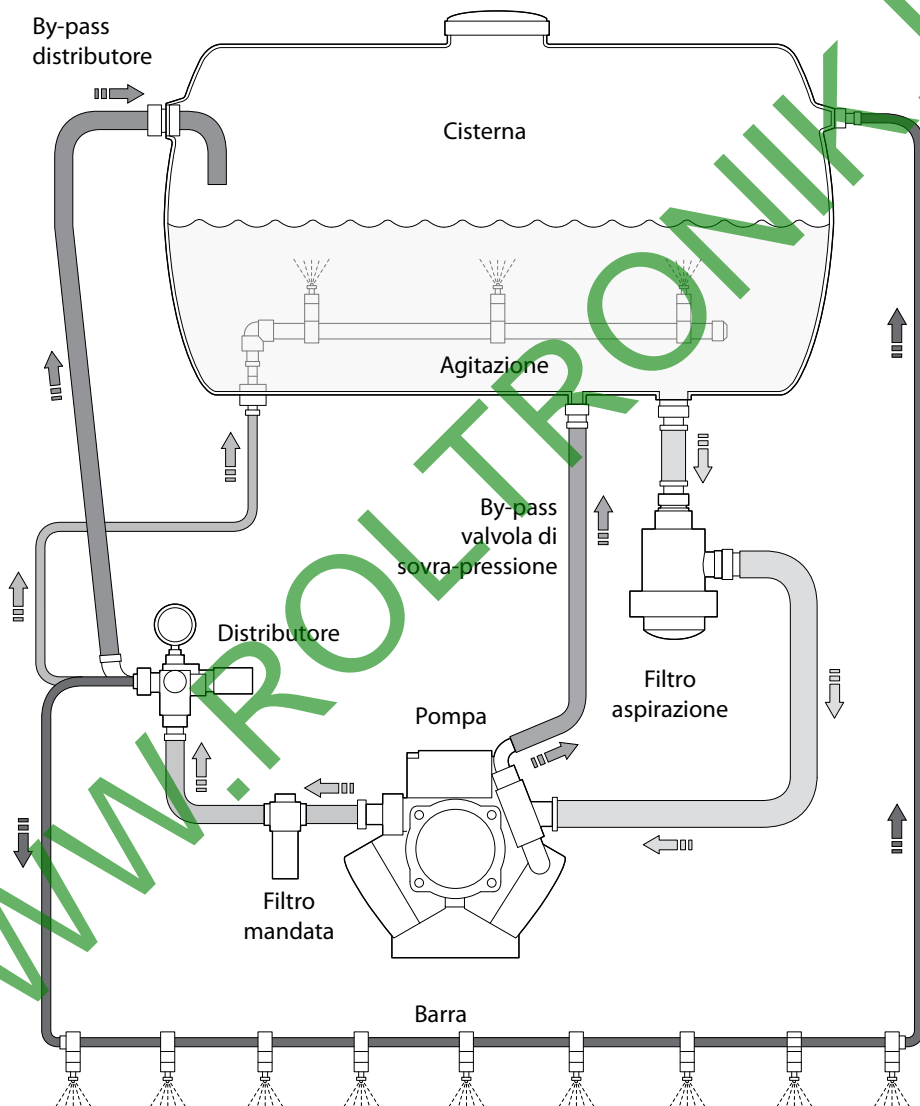 By-pass
distributore
Cisterna
Agitazione
By-pass
valvola di
sovra-pressione
Distributore
Filtro
aspirazione
Pompa
Filtro
mandata
Barra
WW.ROLTRONIK